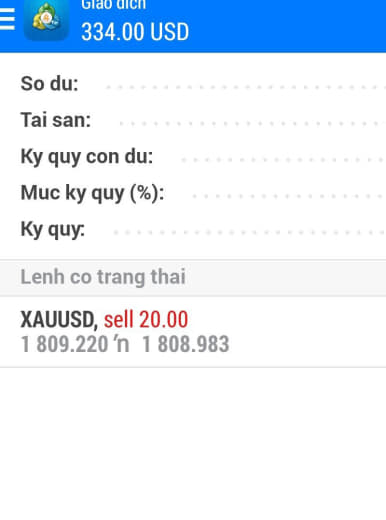 Giao dich
334.00 USD
So du:
Tai san:
Ky quy con du:
Muc ky quy (%):
Ky quy:
Lenh co trang thai
XAUUSD, sell 20.00
1 809.220 'n 1 808.983